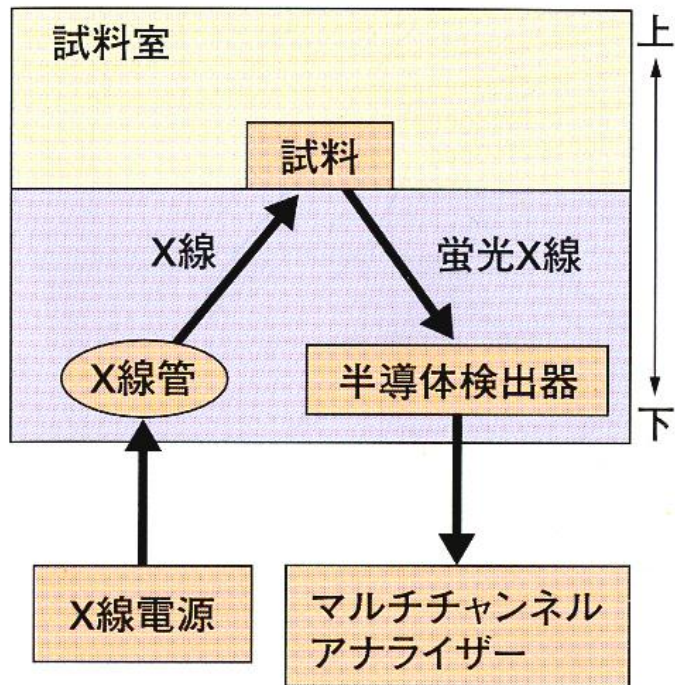 試料室
上
試料
X線
蛍光X線
X線管
半導体検出器
下
X線電源
マルチチャンネル
アナライザー